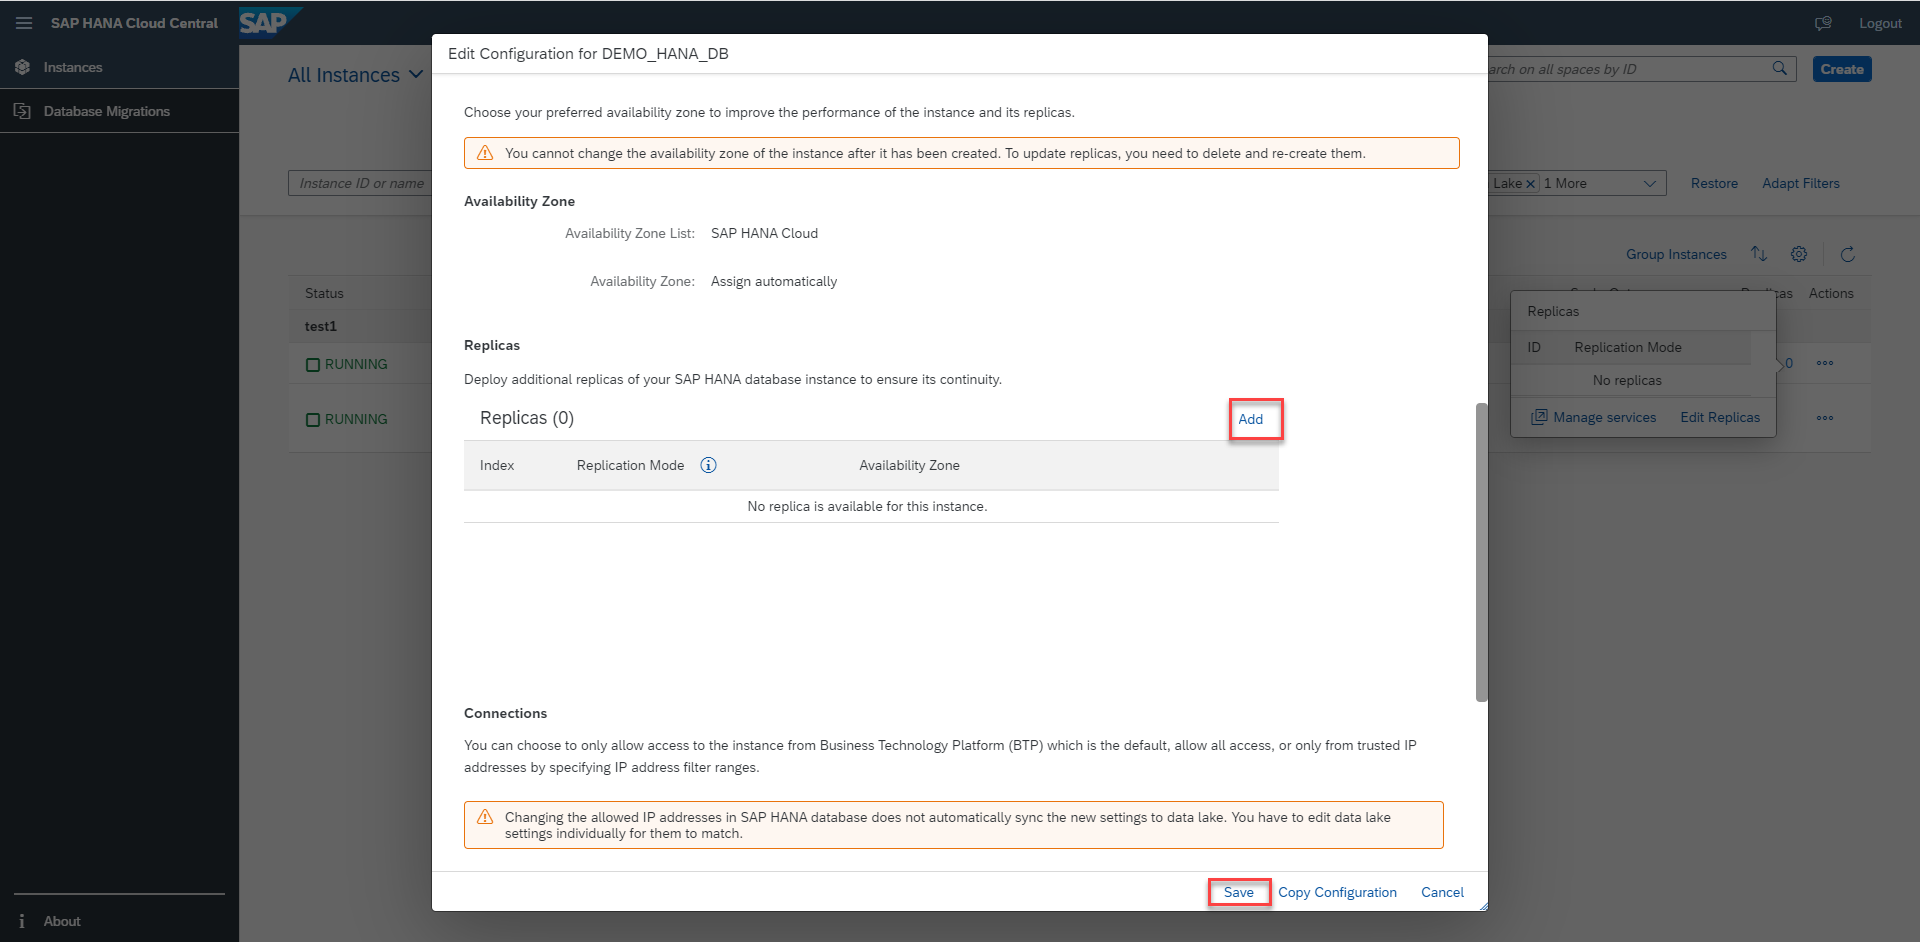 SAP HANA Cloud Central
SAP
Logout
Instances
Database Migrations
About
All Instances
arch on all spaces by ID
Create
Instance ID or name
Lake
1 More
Restore
Adapt Filters
Group Instances
Status
Replicas
Actions
test1
RUNNING
0
RUNNING
Replicas
ID Replication Mode
No replicas
Manage services
Edit Replicas
Edit Configuration for DEMO_HANA_DB
Choose your preferred availability zone to improve the performance of the instance and its replicas.
You cannot change the availability zone of the instance after it has been created. To update replicas, you need to delete and re-create them.
Availability Zone
Availability Zone List: SAP HANA Cloud
Availability Zone: Assign automatically
Replicas
Deploy additional replicas of your SAP HANA database instance to ensure its continuity.
Replicas (0)
Add
Index Replication Mode Availability Zone
No replica is available for this instance.
Connections
You can choose to only allow access to the instance from Business Technology Platform (BTP) which is the default, allow all access, or only from trusted IP
addresses by specifying IP address filter ranges.
Changing the allowed IP addresses in SAP HANA database does not automatically sync the new settings to data lake. You have to edit data lake
settings individually for them to match.
Save
Copy Configuration
Cancel